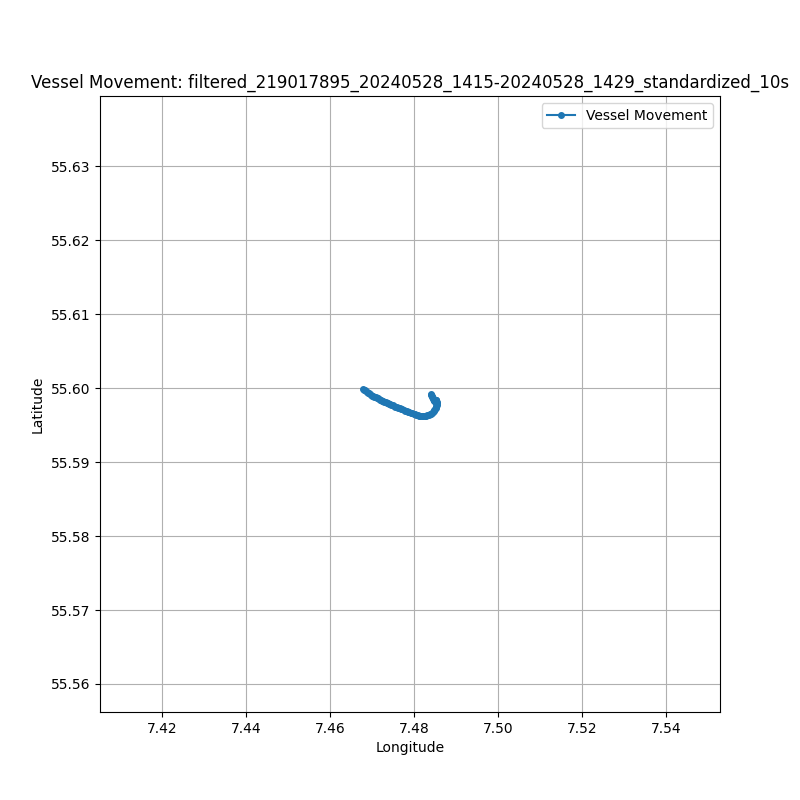 Vessel Movement: filtered_219017895_20240528_1415-20240528_1429_standardized_10s
Vessel Movement
55.63
55.62
55.61
55.60
55.59
55.58
55.57
55.56
Latitude
7.42 7.44 7.46 7.48 7.50 7.52 7.54
Longitude